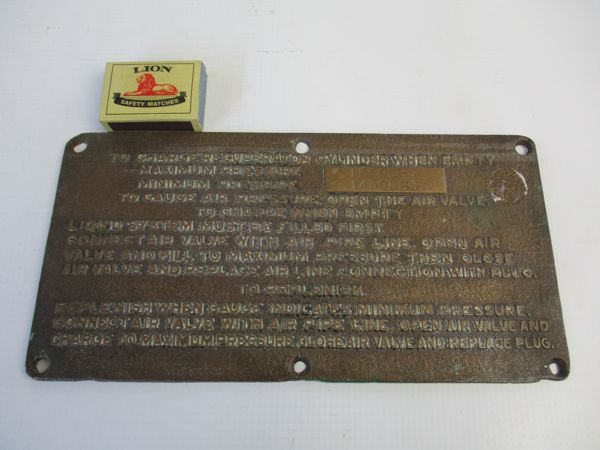 LION
SAFETY MATCHES
TO CHARGE RECUPERATOR CYLINDER WHEN EMPTY
MAXIMUM PRESSURE
MINIMUM PRESSURE
TO GAUGE AIR PRESSURE, OPEN THE AIR VALVE
TO CHARGE WHEN EMPTY
LIQUID SYSTEM MUST BE FILLED FIRST
CONNECT AIR VALVE WITH AIR PIPE LINE, OPEN AIR
VALVE AND FILL TO MAXIMUM PRESSURE THEN CLOSE
AIR VALVE AND REPLACE AIR LINE CONNECTION WITH PLUG.
TO REPLENISH
REPLENISH WHEN GAUGE INDICATES MINIMUM PRESSURE,
CONNECT AIR VALVE WITH AIR PIPE LINE, OPEN AIR VALVE AND
CHARGE TO MAXIMUM PRESSURE CLOSE AIR VALVE AND REPLACE PLUG.